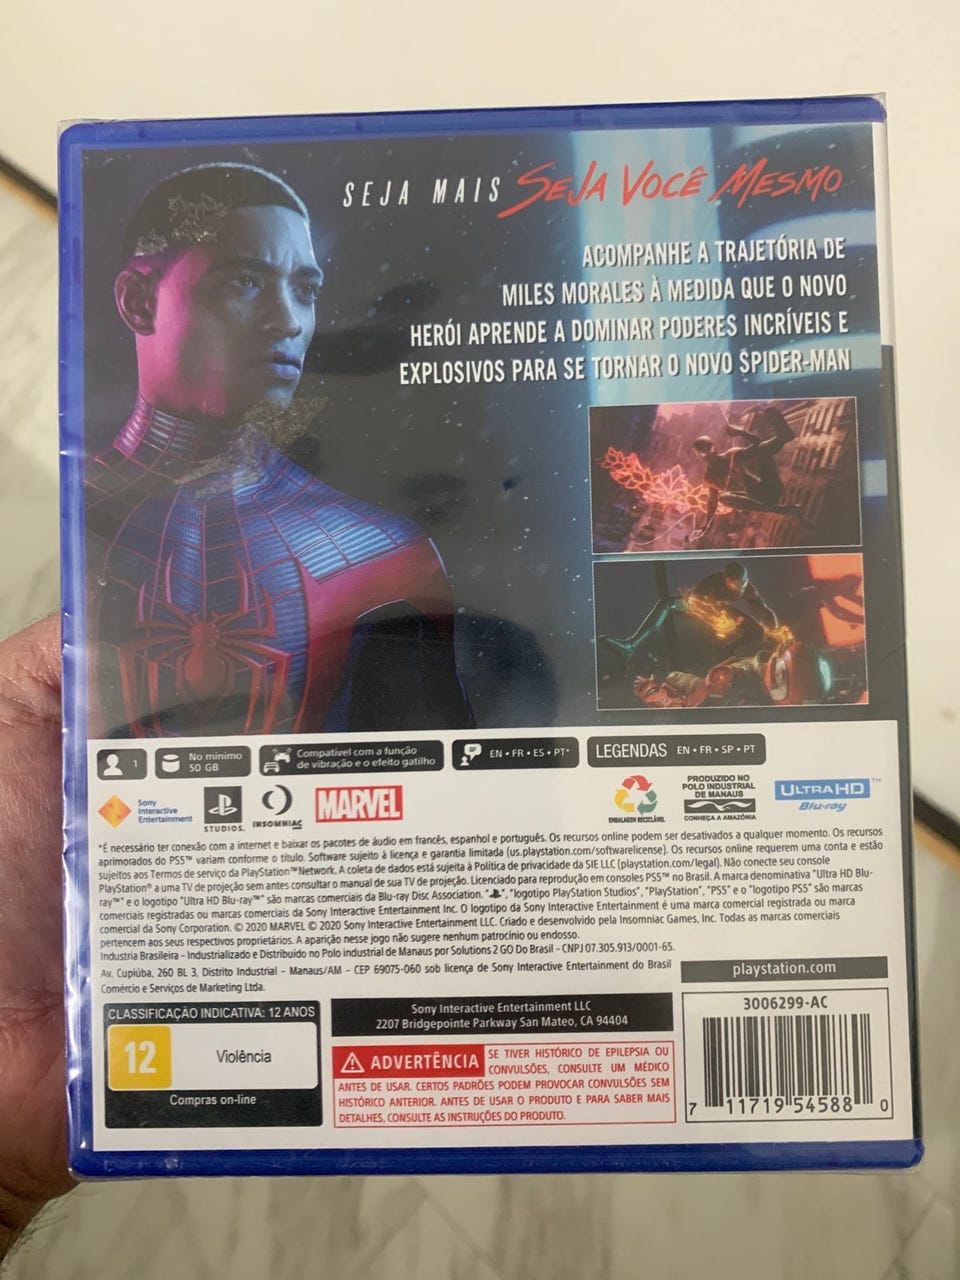 SEJA MAIS SEJA VOCÊ MESMO
ACOMPANHE A TRAJETÓRIA DE
MILES MORALES À MEDIDA QUE O NOVO
HERÓI APRENDE A DOMINAR PODERES INCRÍVEIS E
EXPLOSIVOS PARA SE TORNAR O NOVO SPIDER-MAN
1
No mínimo
50 GB
Compatível com a função
de vibração e o efeito gatilho
EN • FR • ES • PT*
LEGENDAS EN • FR • SP • PT
Sony
Interactive
Entertainment
STUDIOS.
INSOMNIAC
MARVEL
EMBALAGEM RECICLÁVEL
PRODUZIDO NO
POLO INDUSTRIAL
DE MANAUS
CONHEÇA A AMAZÔNIA
ULTRA HD™
Blu-ray
*É necessário ter conexão com a internet e baixar os pacotes de áudio em francês, espanhol e português. Os recursos online podem ser desativados a qualquer momento. Os recursos
aprimorados do PS5™ variam conforme o título. Software sujeito à licença e garantia limitada (us.playstation.com/softwarelicense). Os recursos online requerem uma conta e estão
sujeitos aos Termos de serviço da PlayStation™Network. A coleta de dados está sujeita à Política de privacidade da SIE LLC (playstation.com/legal). Não conecte seu console
PlayStation® a uma TV de projeção sem antes consultar o manual de sua TV de projeção. Licenciado para reprodução em consoles PS5™ no Brasil. A marca denominativa "Ultra HD Blu-
ray™" e o logotipo "Ultra HD Blu-ray™" são marcas comerciais da Blu-ray Disc Association. "PS", "logotipo PlayStation Studios", "PlayStation", "PS5" e o "logotipo PS5" são marcas
comerciais registradas ou marcas comerciais da Sony Interactive Entertainment Inc. O logotipo da Sony Interactive Entertainment é uma marca comercial registrada ou marca
comercial da Sony Corporation. © 2020 MARVEL © 2020 Sony Interactive Entertainment LLC. Criado e desenvolvido pela Insomniac Games, Inc. Todas as marcas comerciais
pertencem aos seus respectivos proprietários. A aparição nesse jogo não sugere nenhum patrocínio ou endosso.
Industria Brasileira - Industrializado e Distribuido no Polo industrial de Manaus por Solutions 2 GO Do Brasil - CNPJ 07.305.913/0001-65.
Av. Cupiúba, 260 BL 3, Distrito Industrial - Manaus/AM - CEP 69075-060 sob licença de Sony Interactive Entertainment do Brasil
Comércio e Serviços de Marketing Ltda.
playstation.com
CLASSIFICAÇÃO INDICATIVA: 12 ANOS
12
Violência
Compras on-line
Sony Interactive Entertainment LLC
2207 Bridgepointe Parkway San Mateo, CA 94404
ADVERTÊNCIA SE TIVER HISTÓRICO DE EPILEPSIA OU
CONVULSÕES, CONSULTE UM MÉDICO
ANTES DE USAR. CERTOS PADRÕES PODEM PROVOCAR CONVULSÕES SEM
HISTÓRICO ANTERIOR. ANTES DE USAR O PRODUTO E PARA SABER MAIS
DETALHES, CONSULTE AS INSTRUÇÕES DO PRODUTO.
3006299-AC
7 11719 54588 0